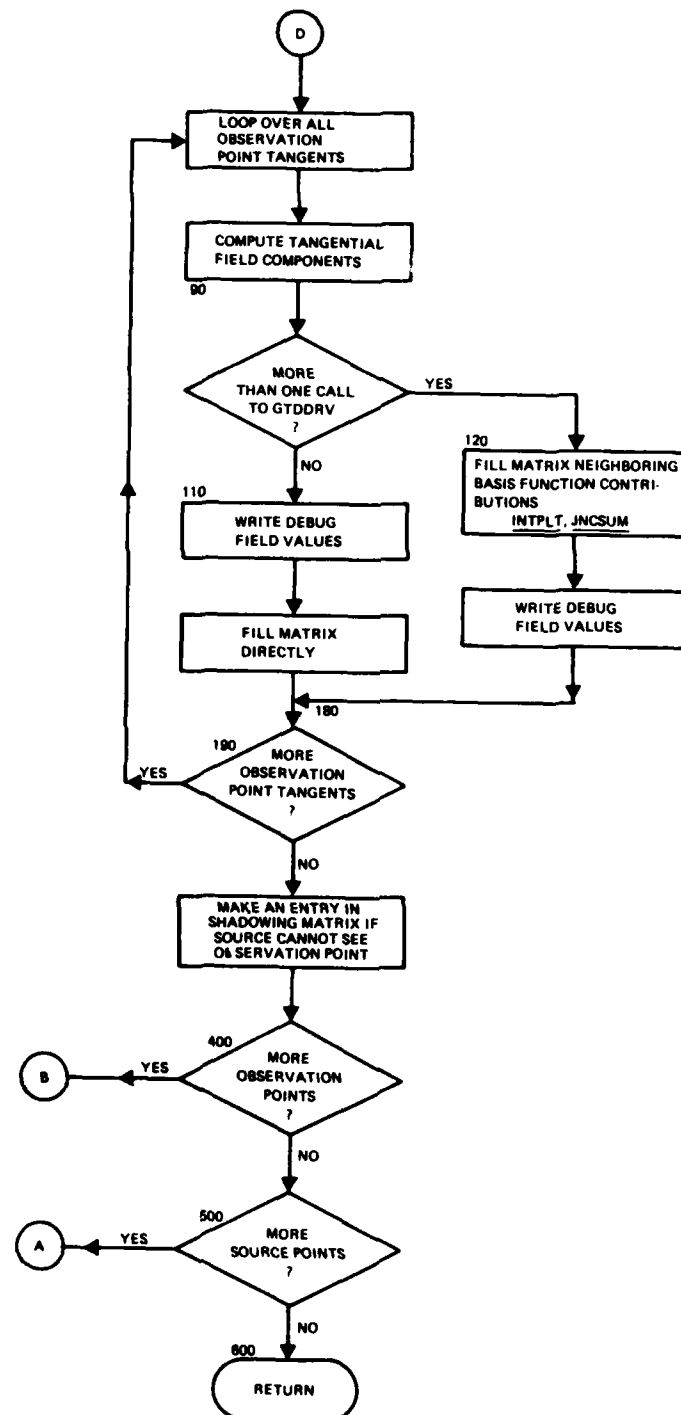 D
LOOP OVER ALL
OBSERVATION
POINT TANGENTS
COMPUTE TANGENTIAL
FIELD COMPONENTS
90
MORE
THAN ONE CALL
TO GTDDRV
?
YES
NO
120
FILL MATRIX NEIGHBORING
BASIS FUNCTION CONTRI-
BUTIONS
INTPLT, JNCSUM
110
WRITE DEBUG
FIELD VALUES
WRITE DEBUG
FIELD VALUES
FILL MATRIX
DIRECTLY
180
190
MORE
OBSERVATION
POINT TANGENTS
?
YES
NO
MAKE AN ENTRY IN
SHADOWING MATRIX IF
SOURCE CANNOT SEE
OBSERVATION POINT
400
MORE
OBSERVATION
POINTS
?
YES
B
NO
500
MORE
SOURCE POINTS
?
YES
A
NO
600
RETURN